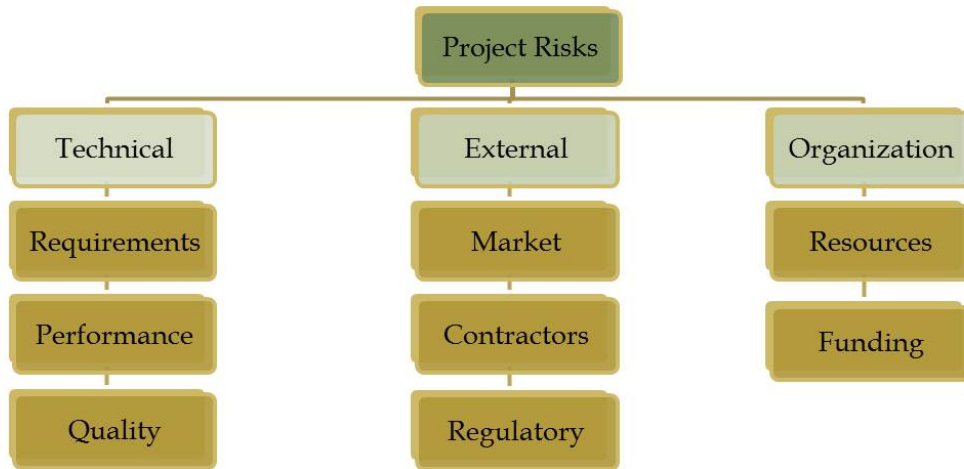 Project Risks
Technical
External
Organization
Requirements
Market
Resources
Performance
Contractors
Funding
Quality
Regulatory